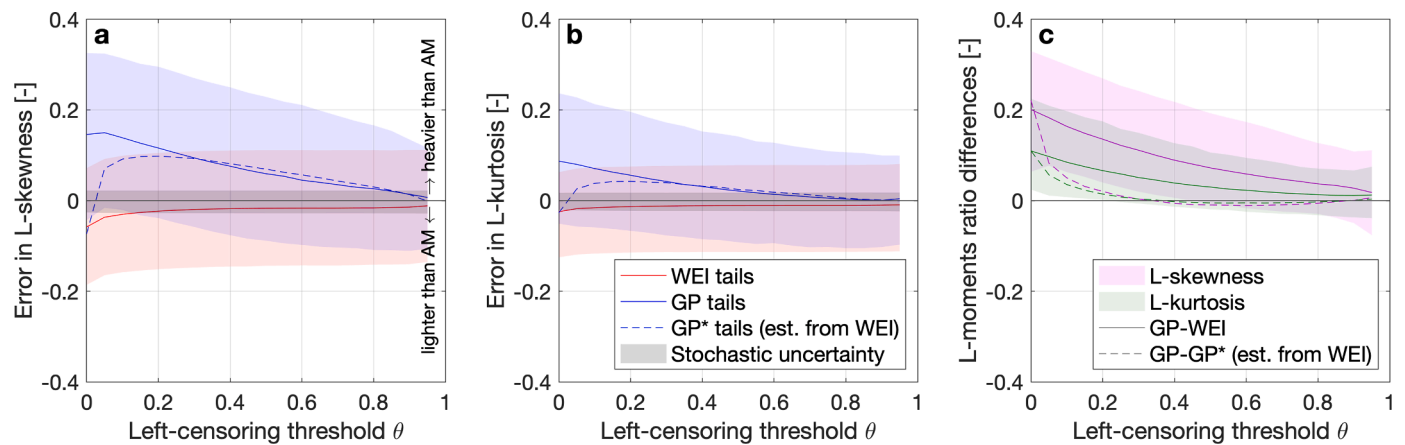 a
0.4
0.2
0
-0.2
-0.4
Error in L-skewness [-]
0
0.2
0.4
0.6
0.8
1
Left-censoring threshold θ
lighter than AM ← → heavier than AM
b
0.4
0.2
0
-0.2
-0.4
Error in L-kurtosis [-]
WEI tails
GP tails
GP* tails (est. from WEI)
Stochastic uncertainty
0
0.2
0.4
0.6
0.8
1
Left-censoring threshold θ
c
0.4
0.2
0
-0.2
-0.4
L-moments ratio differences [-]
L-skewness
L-kurtosis
GP-WEI
GP-GP* (est. from WEI)
0
0.2
0.4
0.6
0.8
1
Left-censoring threshold θ